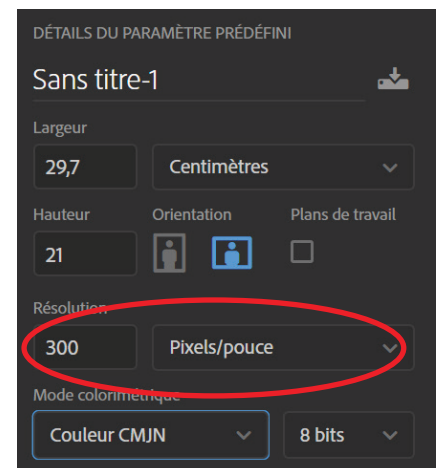 DÉTAILS DU PARAMÈTRE PRÉDÉFINI
Sans titre-1
Largeur
29,7 Centimètres
Hauteur Orientation Plans de travail
21
Résolution
300 Pixels/pouce
Mode colorimétrique
Couleur CMJN 8 bits